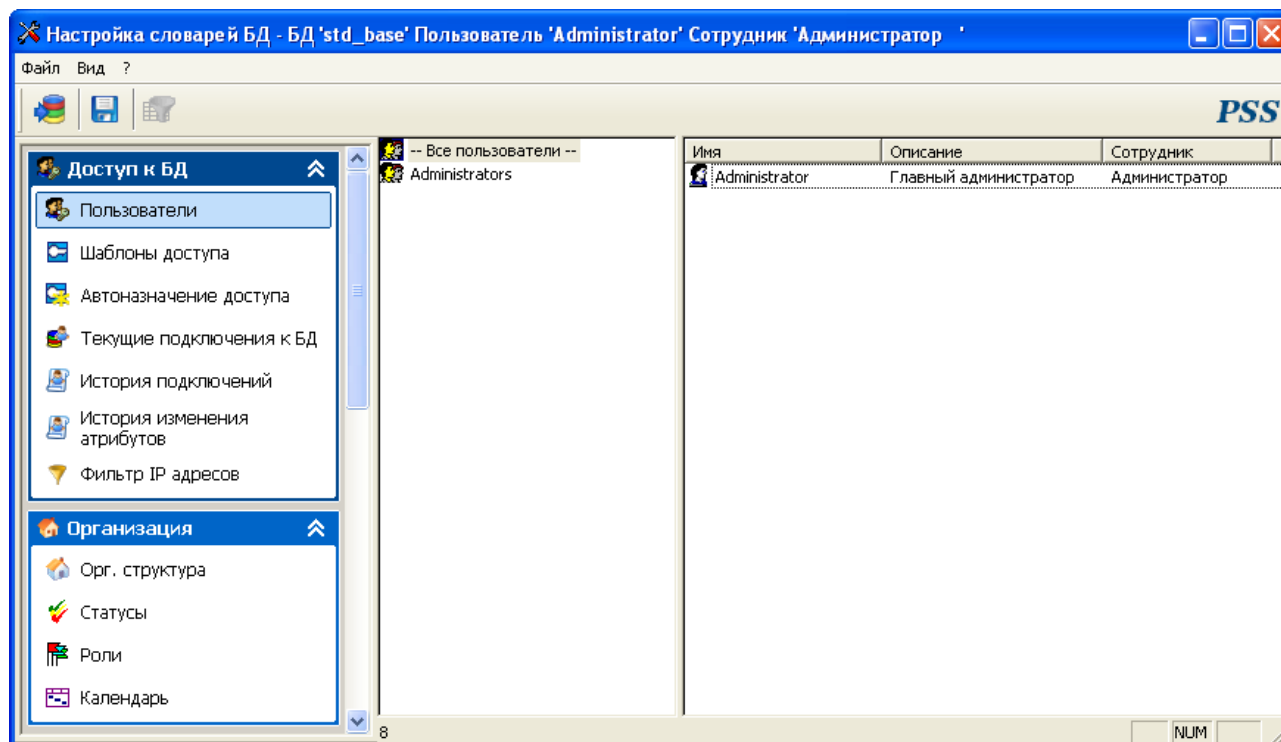 Настройка словарей БД - БД 'std_base' Пользователь 'Administrator' Сотрудник 'Администратор '
Файл Вид ?
PSS
Доступ к БД
Пользователи
Шаблоны доступа
Автоназначение доступа
Текущие подключения к БД
История подключений
История изменения
атрибутов
Фильтр IP адресов
Организация
Орг. структура
Статусы
Роли
Календарь
-- Все пользователи --
Administrators
Имя Описание Сотрудник
Administrator Главный администратор Администратор
8
NUM